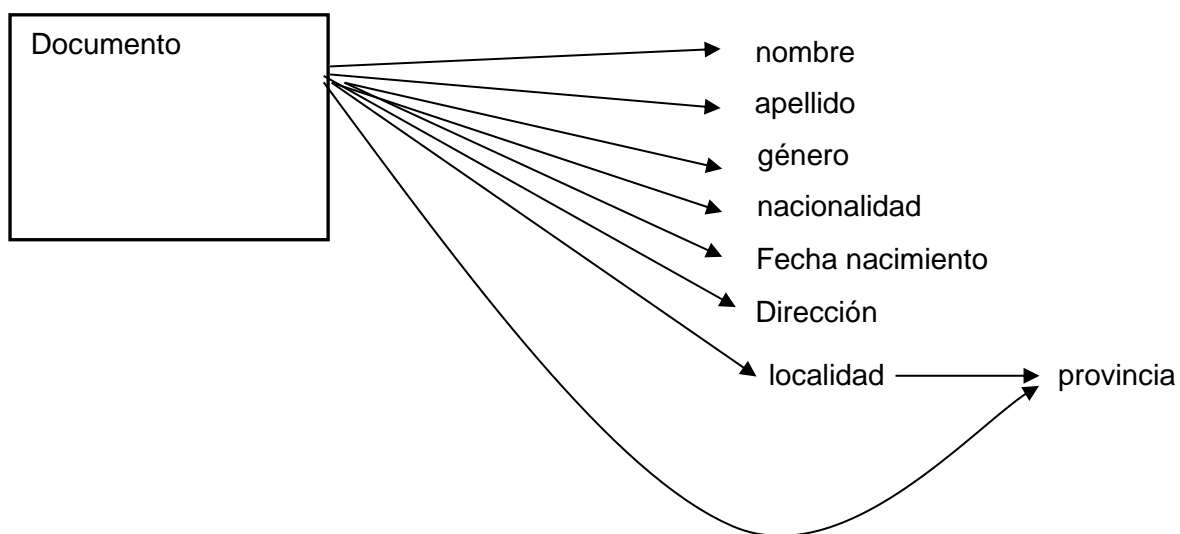 Documento
nombre
apellido
género
nacionalidad
Fecha nacimiento
Dirección
localidad
provincia